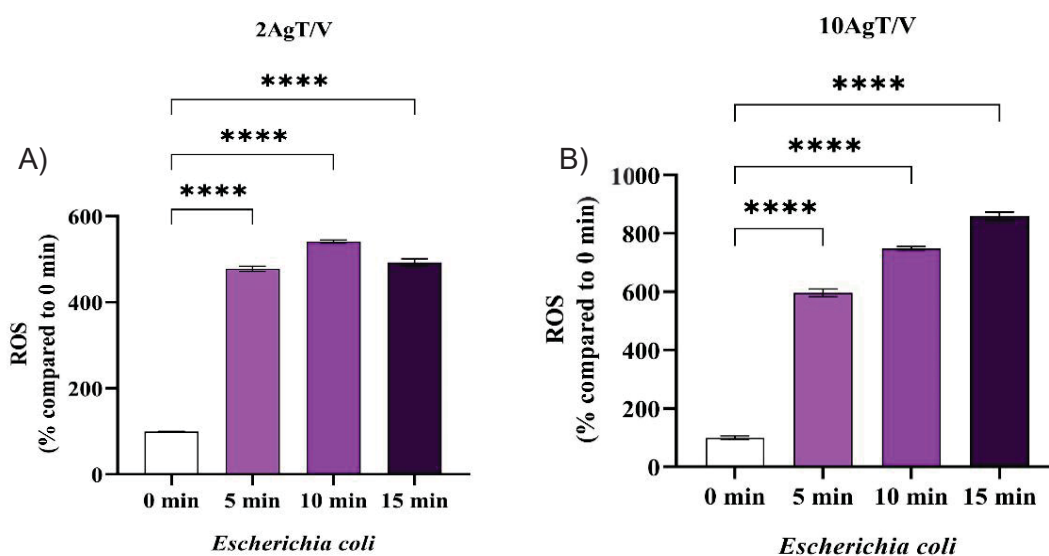 2AgT/V
****
****
****
A)
600
400
200
0
ROS
(% compared to 0 min)
0 min 5 min 10 min 15 min
Escherichia coli
10AgT/V
****
****
****
B)
1000
800
600
400
200
0
ROS
(% compared to 0 min)
0 min 5 min 10 min 15 min
Escherichia coli